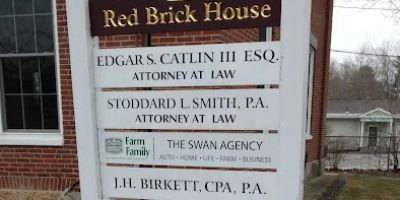 Red Brick House
EDGAR S. CATLIN III ESQ.
ATTORNEY AT LAW
STODDARD L. SMITH, P.A.
ATTORNEY AT LAW
Farm
Family
THE SWAN AGENCY
AUTO • HOME • LIFE • FARM • BUSINESS
J.H. BIRKETT, CPA, P.A.